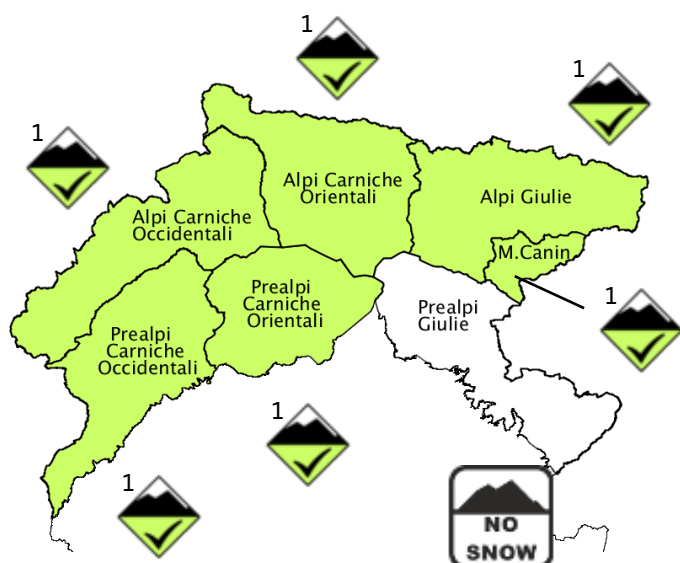 1
1
1
Alpi Carniche
Orientali
Alpi Giulie
Alpi Carniche
Occidentali
M.Canin
Prealpi
Carniche
Orientali
1
Prealpi
Giulie
Prealpi
Carniche
Occidentali
1
1
NO
SNOW